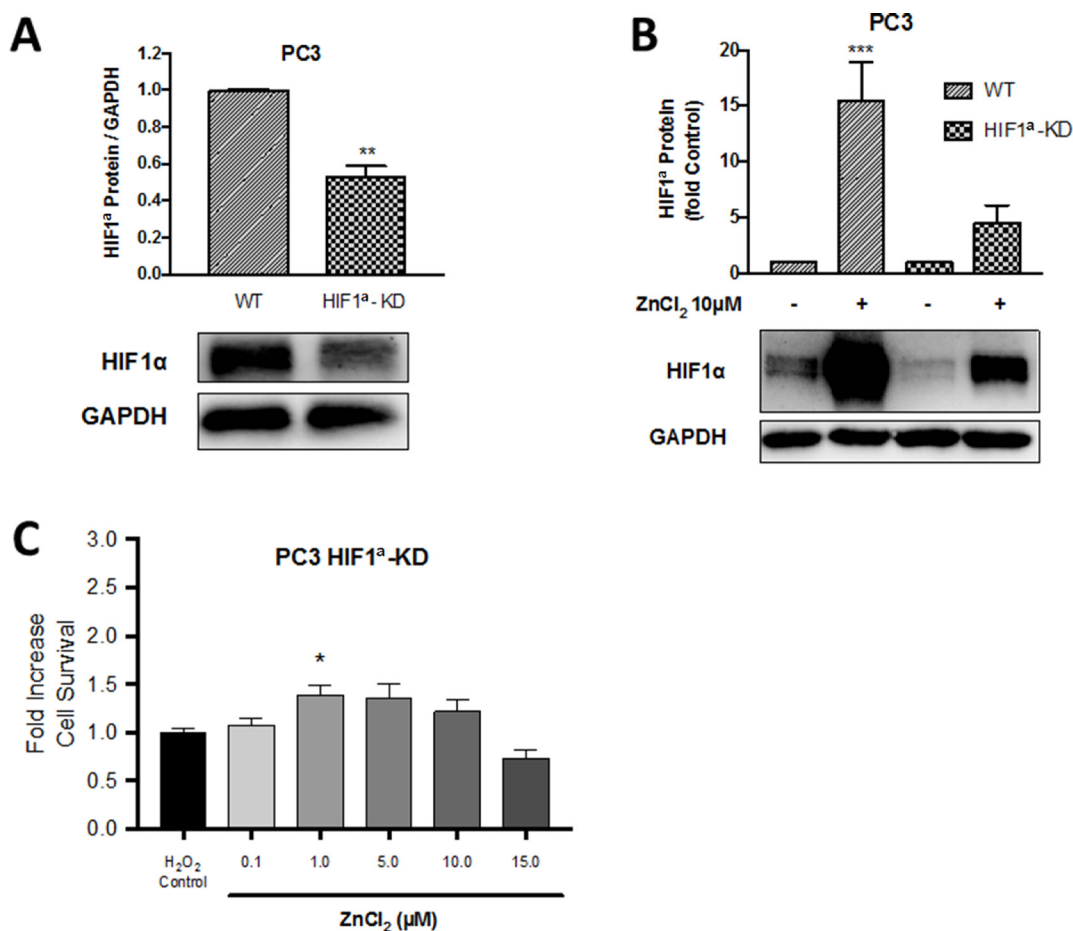 A
PC3
HIF1ª Protein / GAPDH
1.2
1.0
0.8
0.6
0.4
0.2
0.0
**
WT
HIF1ª-KD
HIF1α
GAPDH
B
PC3
HIF1ª Protein
(fold Control)
20
15
10
5
0
***
WT
HIF1ª-KD
ZnCl₂ 10µM
- + - +
HIF1α
GAPDH
C
PC3 HIF1ª-KD
Fold Increase
Cell Survival
3.0
2.5
2.0
1.5
1.0
0.5
0.0
*
H₂O₂
Control
0.1 1.0 5.0 10.0 15.0
ZnCl₂ (µM)